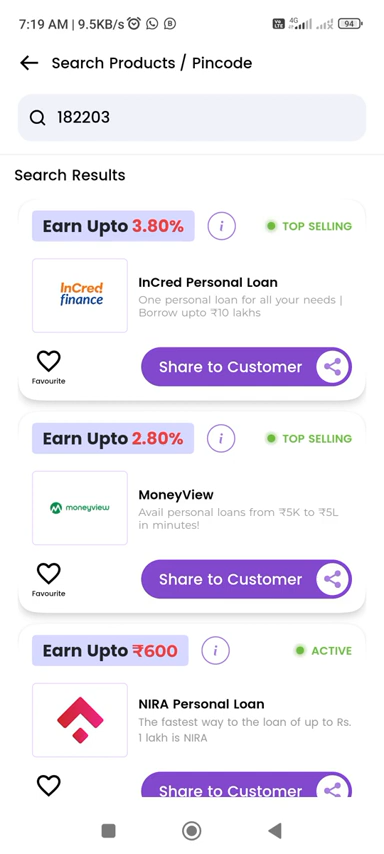 7:19 AM | 9.5KB/s
4G
94
Search Products / Pincode
182203
Search Results
Earn Upto 3.80%
i
TOP SELLING
InCred
finance
InCred Personal Loan
One personal loan for all your needs |
Borrow upto ₹10 lakhs
Favourite
Share to Customer
Earn Upto 2.80%
i
TOP SELLING
moneyview
MoneyView
Avail personal loans from ₹5K to ₹5L
in minutes!
Favourite
Share to Customer
Earn Upto ₹600
i
ACTIVE
NIRA Personal Loan
The fastest way to the loan of up to Rs.
1 lakh is NIRA
Share to Customer